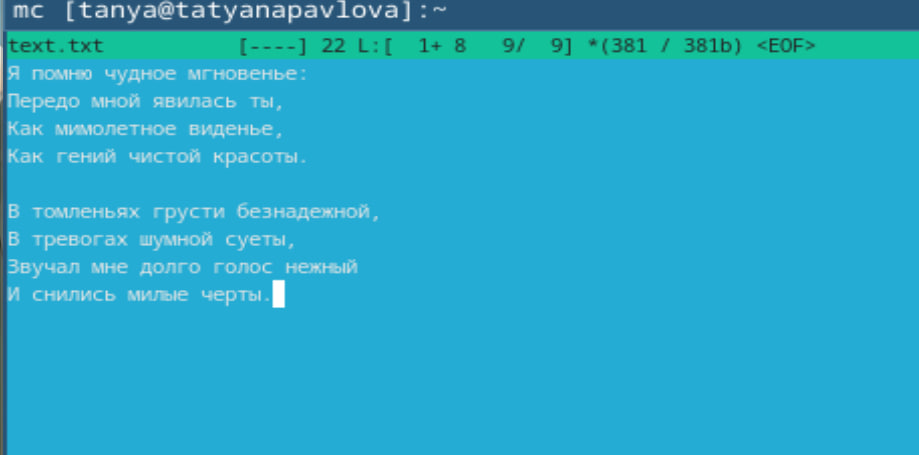 mc [tanya@tatyanapavlova]:~
text.txt [----] 22 L:[ 1+ 8 9/ 9] *(381 / 381b) <EOF>
Я помню чудное мгновенье:
Передо мной явилась ты,
Как мимолетное виденье,
Как гений чистой красоты.

В томленьях грусти безнадежной,
В тревогах шумной суеты,
Звучал мне долго голос нежный
И снились милые черты.